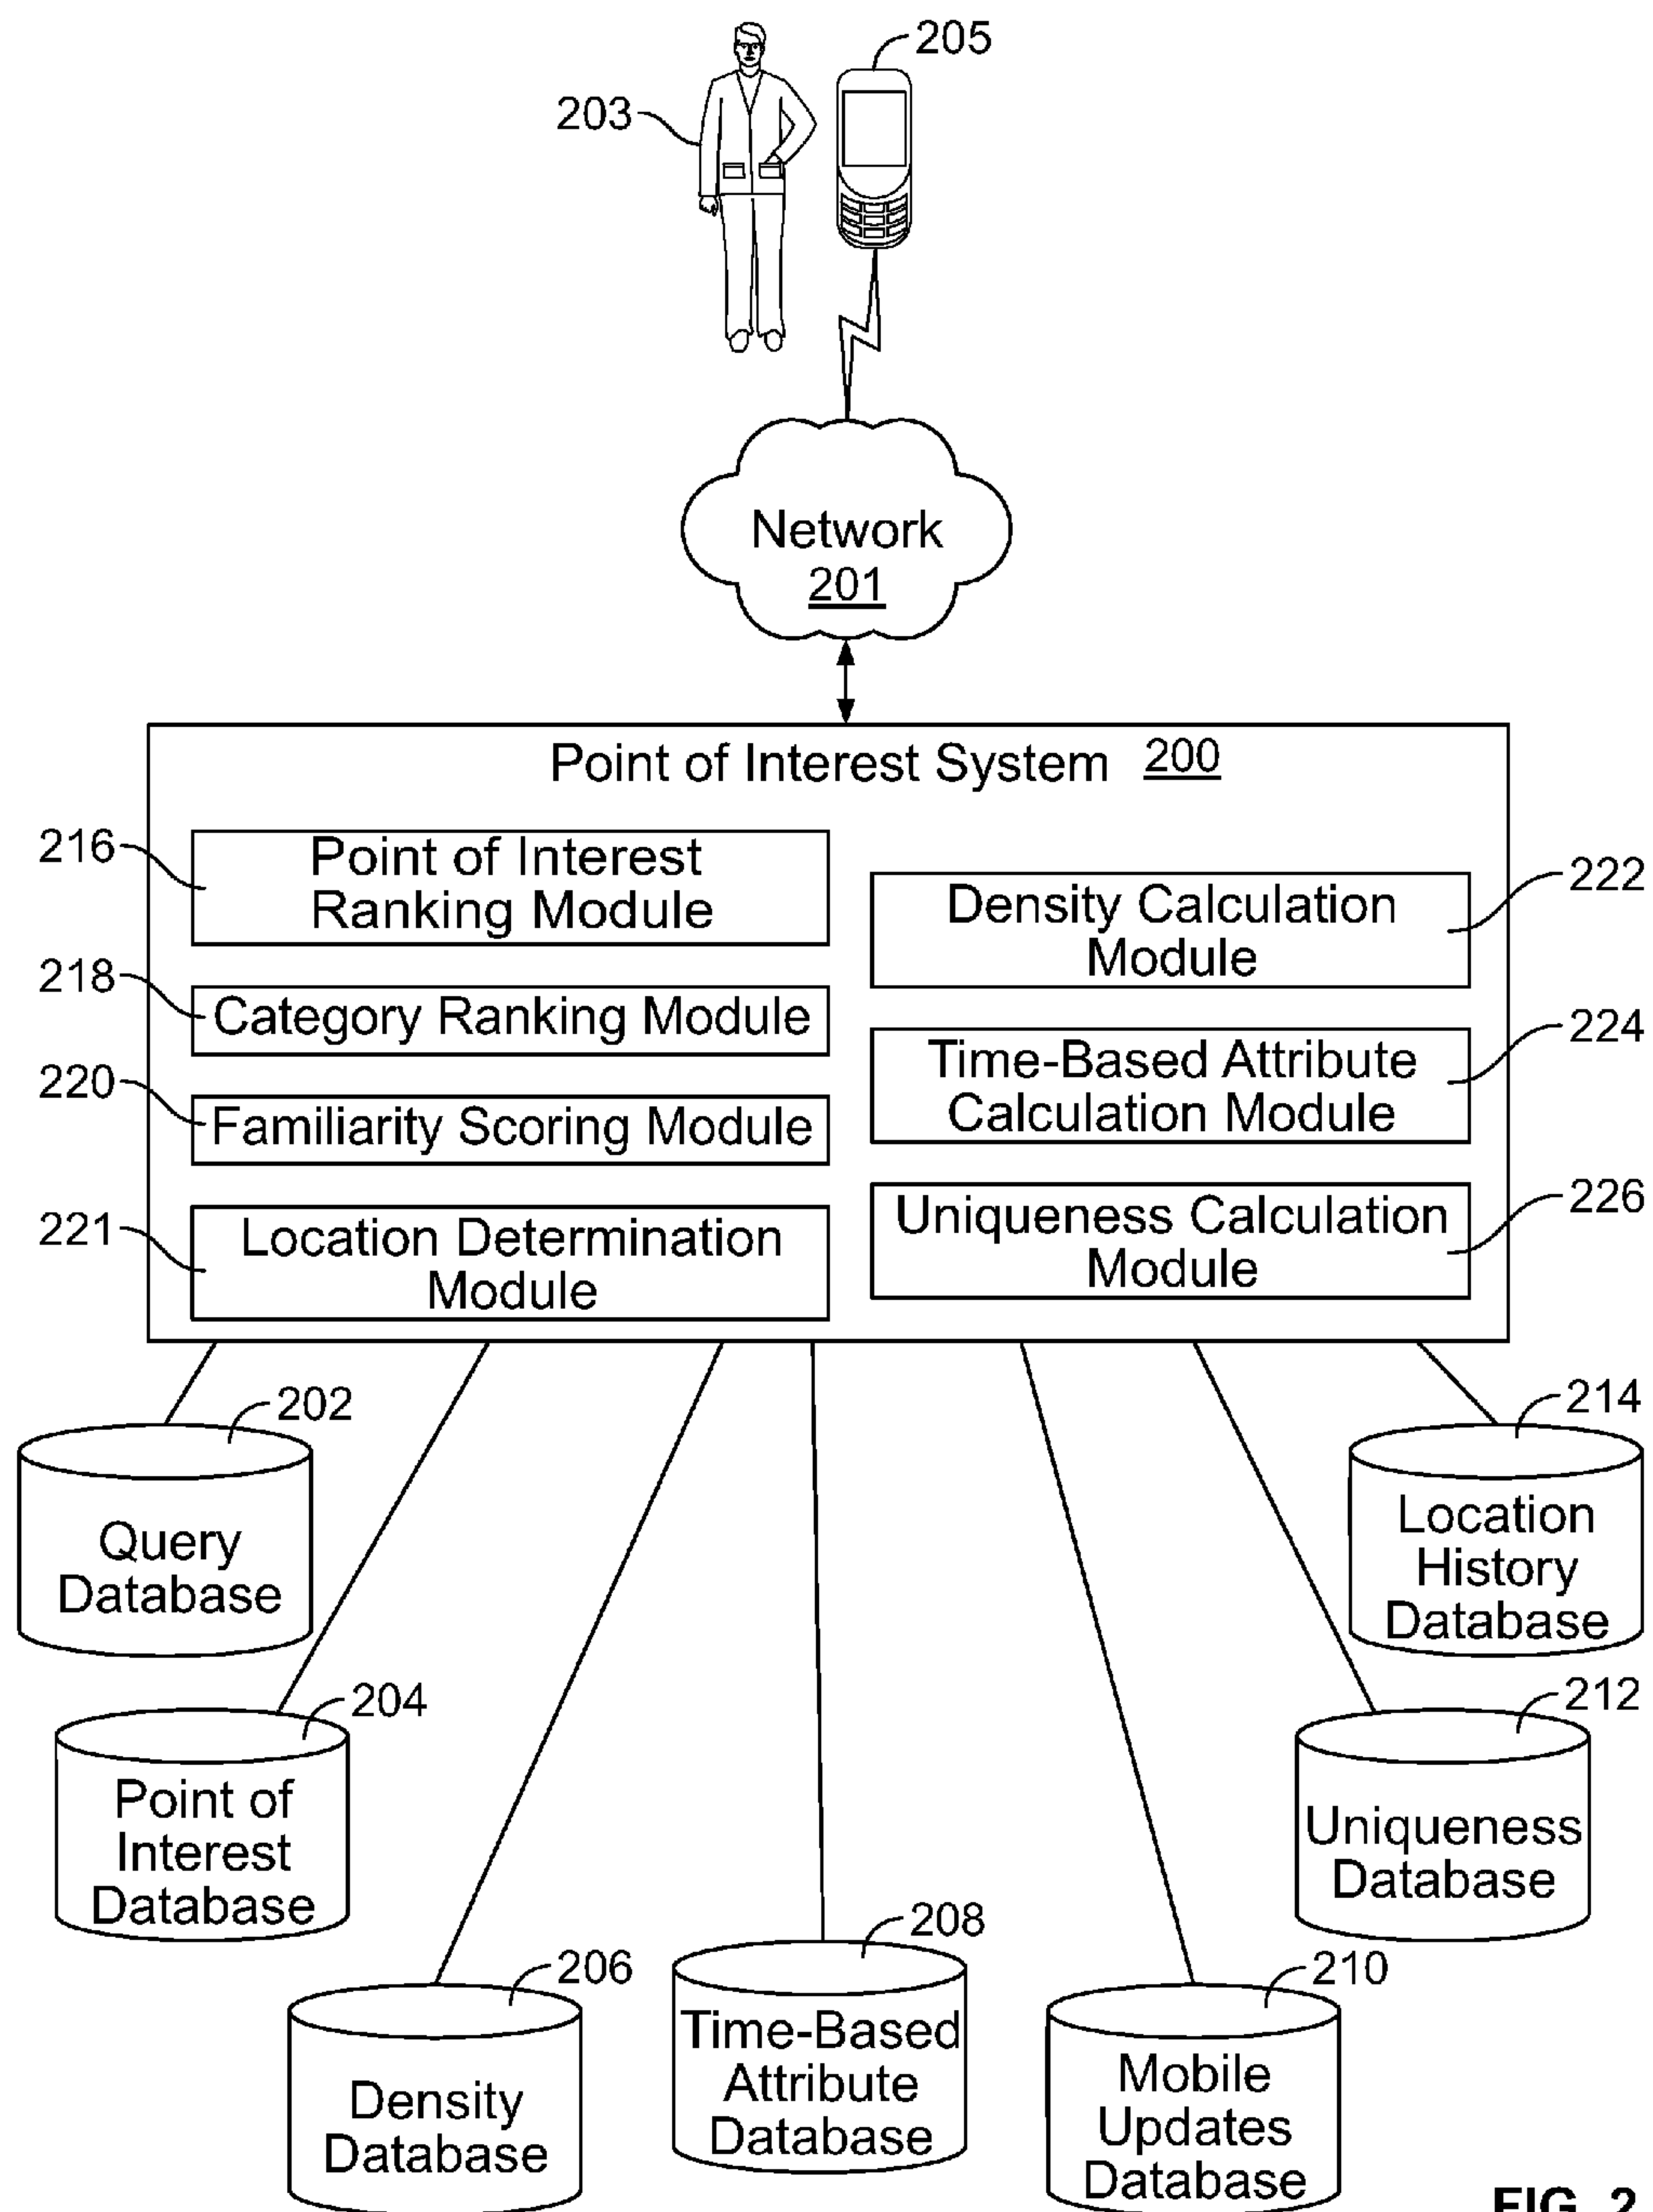 205
203
Network
201
Point of Interest System 200
216
Point of Interest
Ranking Module
222
Density Calculation
Module
218
Category Ranking Module
224
Time-Based Attribute
Calculation Module
220
Familiarity Scoring Module
226
Uniqueness Calculation
Module
221
Location Determination
Module
202
Query
Database
214
Location
History
Database
204
Point of
Interest
Database
212
Uniqueness
Database
206
Density
Database
208
Time-Based
Attribute
Database
210
Mobile
Updates
Database
FIG. 2